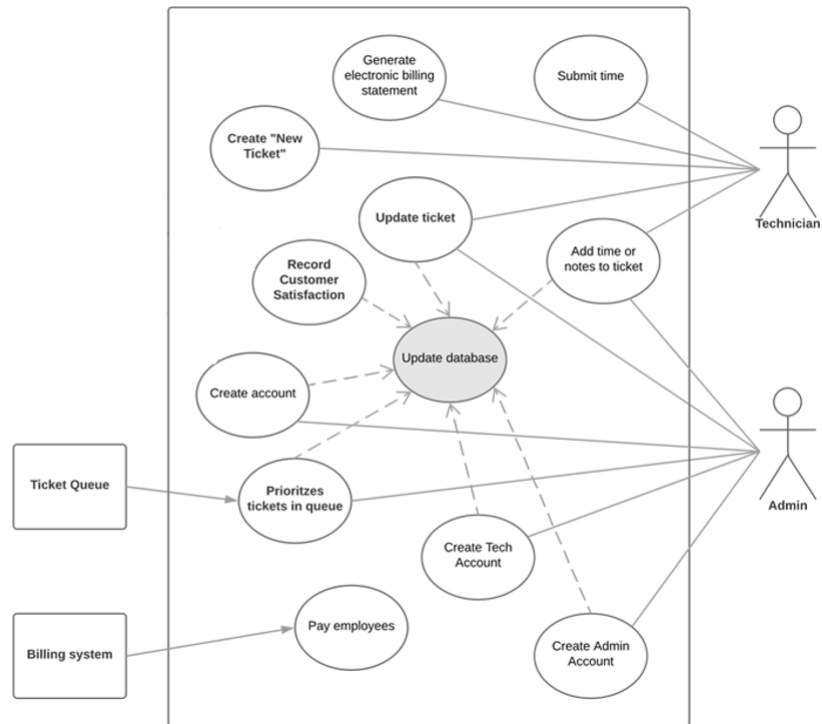 Generate
electronic billing
statement
Submit time
Create "New
Ticket"
Technician
Update ticket
Add time or
notes to ticket
Record
Customer
Satisfaction
Update database
Create account
Ticket Queue
Prioritzes
tickets in queue
Admin
Create Tech
Account
Pay employees
Billing system
Create Admin
Account